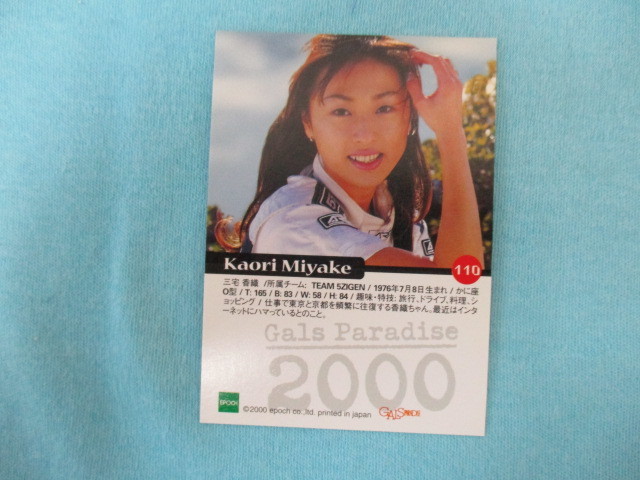 Kaori Miyake
110
三宅 香織 /所属チーム: TEAM 5ZIGEN / 1976年7月8日生まれ / かに座
O型 / T: 165 / B: 83 / W: 58 / H: 84 / 趣味・特技: 旅行、ドライブ、料理、シ
ョッピング / 仕事で東京と京都を頻繁に往復する香織ちゃん。最近はインタ
ーネットにハマっているとのこと。
Gals Paradise
2000
EPOCH
©2000 epoch co.,ltd. printed in japan